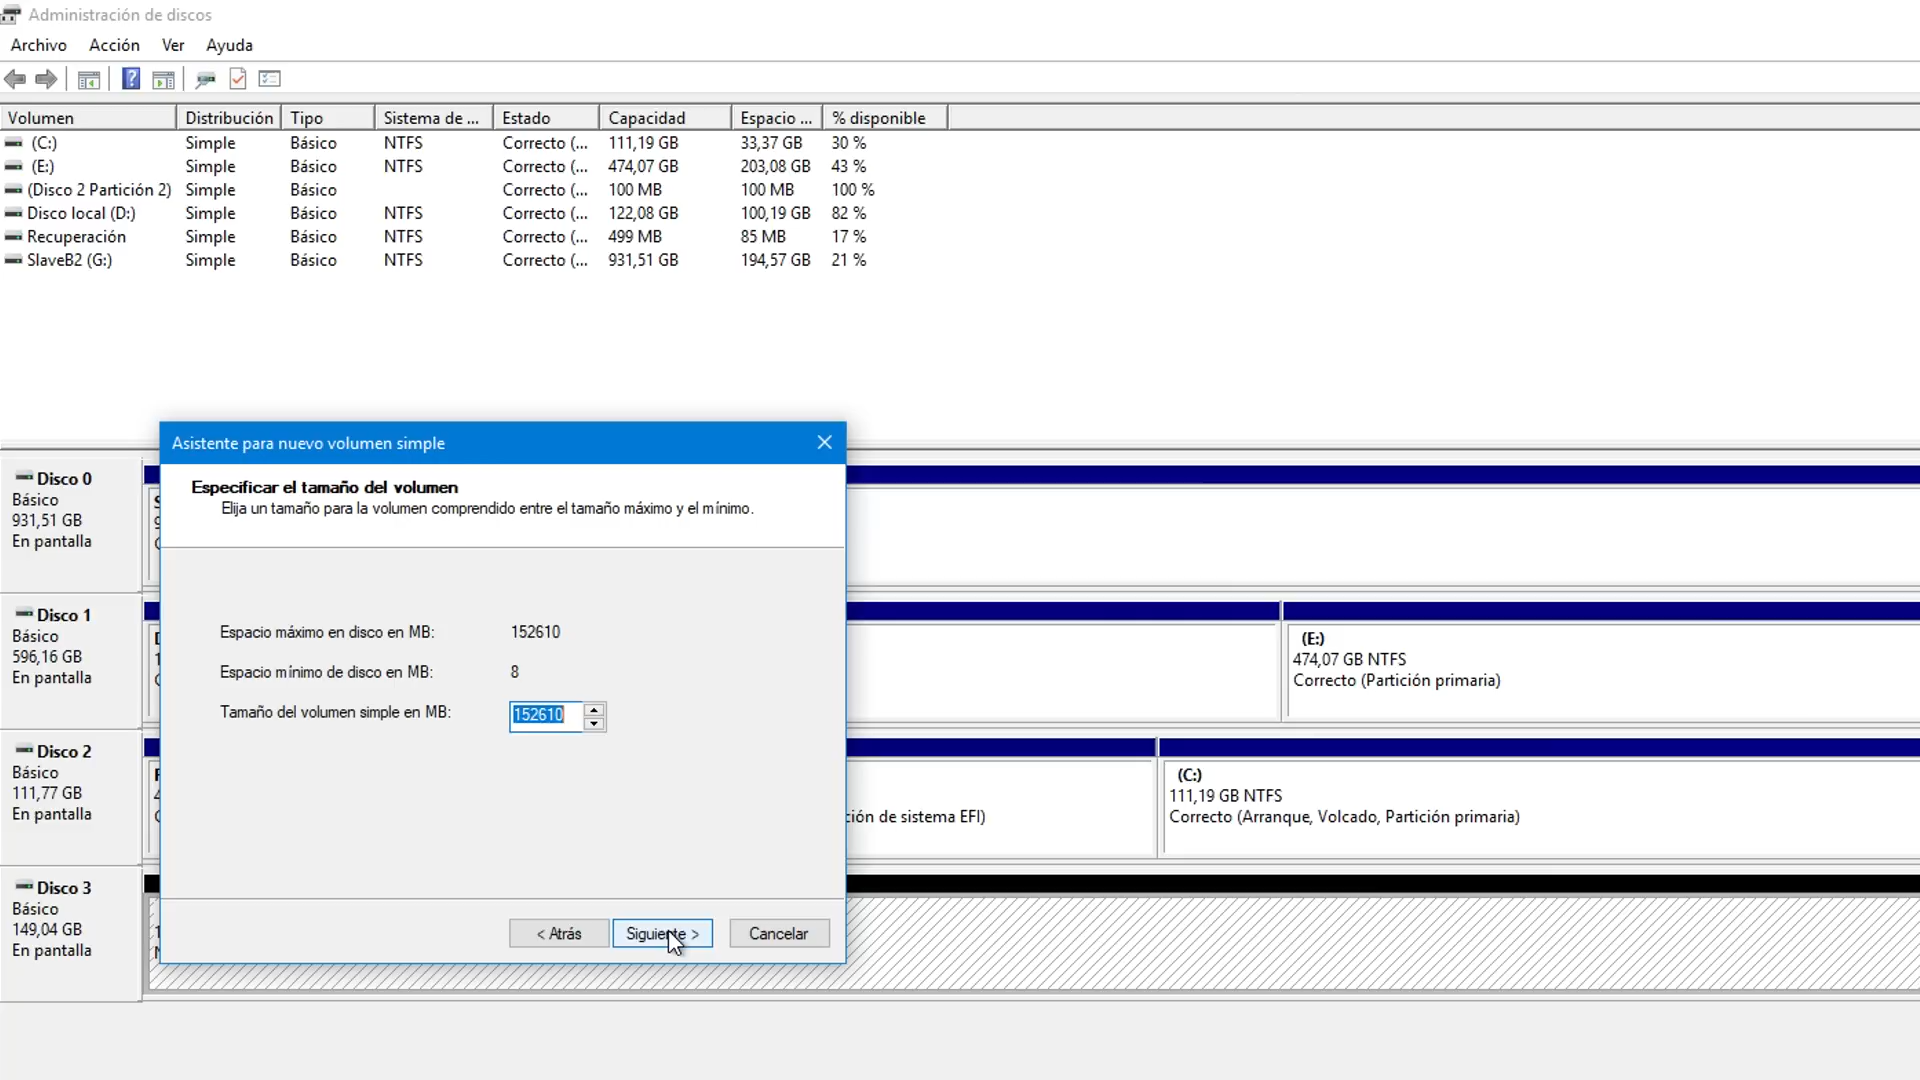 Administración de discos
Archivo Acción Ver Ayuda
Volumen Distribución Tipo Sistema de ... Estado Capacidad Espacio ... % disponible
(C:) Simple Básico NTFS Correcto (... 111,19 GB 33,37 GB 30 %
(E:) Simple Básico NTFS Correcto (... 474,07 GB 203,08 GB 43 %
(Disco 2 Partición 2) Simple Básico Correcto (... 100 MB 100 MB 100 %
Disco local (D:) Simple Básico NTFS Correcto (... 122,08 GB 100,19 GB 82 %
Recuperación Simple Básico NTFS Correcto (... 499 MB 85 MB 17 %
SlaveB2 (G:) Simple Básico NTFS Correcto (... 931,51 GB 194,57 GB 21 %
Asistente para nuevo volumen simple
Especificar el tamaño del volumen
Elija un tamaño para la volumen comprendido entre el tamaño máximo y el mínimo.
Espacio máximo en disco en MB: 152610
Espacio mínimo de disco en MB: 8
Tamaño del volumen simple en MB: 152610
< Atrás Siguiente > Cancelar
Disco 0
Básico
931,51 GB
En pantalla
Disco 1
Básico
596,16 GB
En pantalla
(E:)
474,07 GB NTFS
Correcto (Partición primaria)
Disco 2
Básico
111,77 GB
En pantalla
ción de sistema EFI)
(C:)
111,19 GB NTFS
Correcto (Arranque, Volcado, Partición primaria)
Disco 3
Básico
149,04 GB
En pantalla